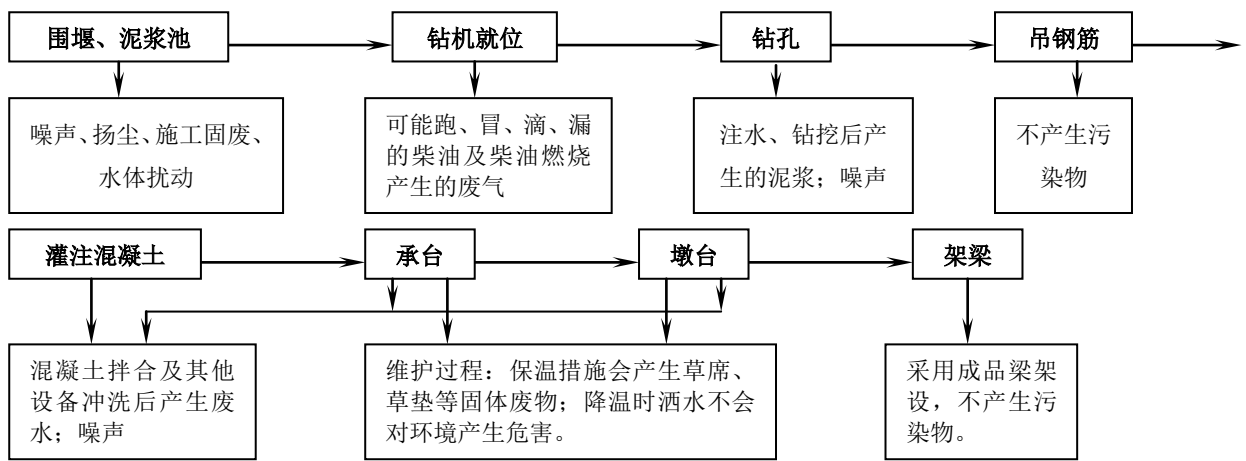 围堰、泥浆池
钻机就位
钻孔
吊钢筋
噪声、扬尘、施工固废、
水体扰动
可能跑、冒、滴、漏
的柴油及柴油燃烧
产生的废气
注水、钻挖后产
生的泥浆；噪声
不产生污
染物
灌注混凝土
承台
墩台
架梁
混凝土拌合及其他
设备冲洗后产生废
水；噪声
维护过程：保温措施会产生草席、
草垫等固体废物；降温时洒水不会
对环境产生危害。
采用成品梁架
设，不产生污
染物。